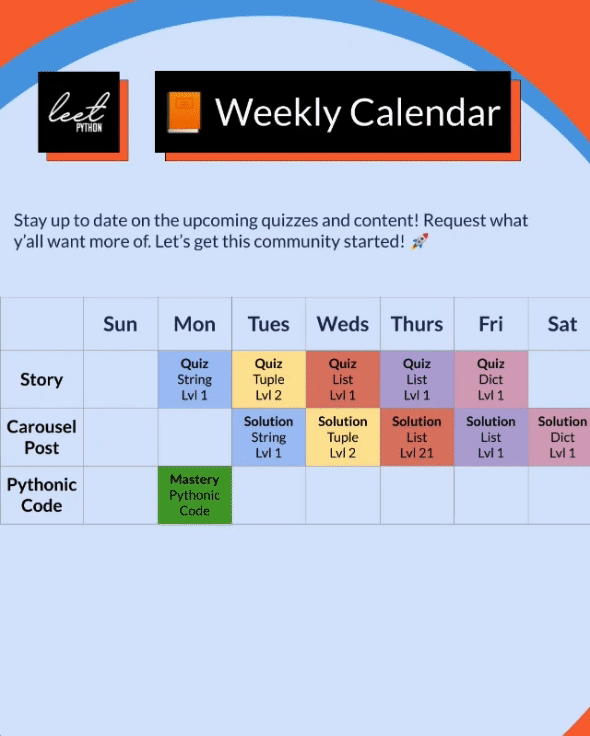 leet
PYTHON
Weekly Calendar
Stay up to date on the upcoming quizzes and content! Request what
y'all want more of. Let's get this community started!
Sun Mon Tues Weds Thurs Fri Sat
Story
Quiz Quiz Quiz Quiz Quiz
String Tuple List List Dict
Lvl 1 Lvl 2 Lvl 1 Lvl 1 Lvl 1
Carousel
Post
Solution Solution Solution Solution Solution
String Tuple List List Dict
Lvl 1 Lvl 2 Lvl 21 Lvl 1 Lvl 1
Pythonic
Code
Mastery
Pythonic
Code